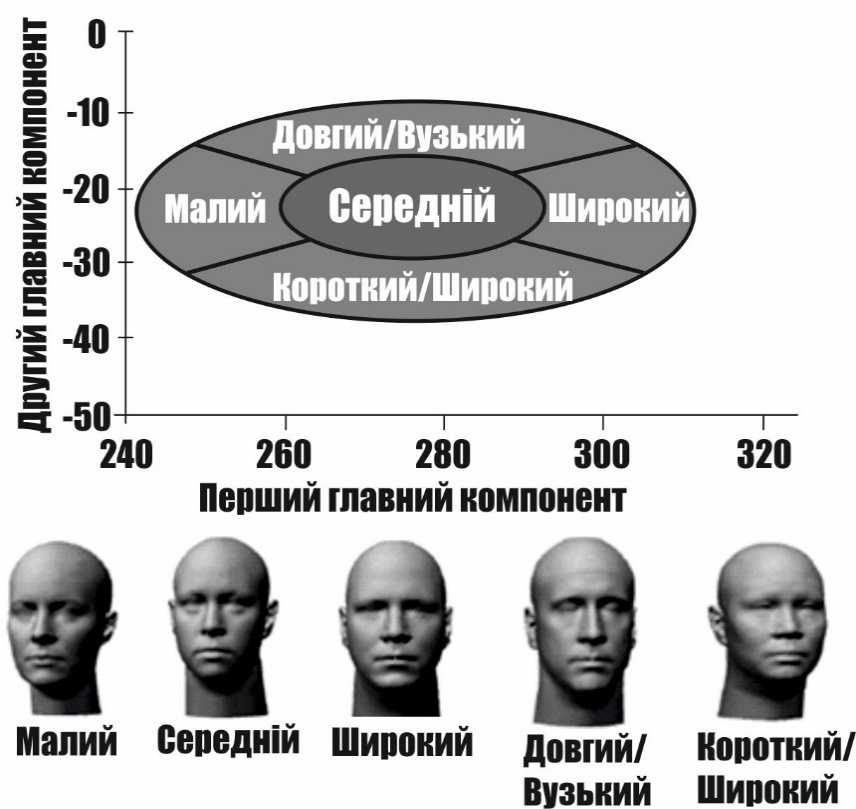 Другий главний компонент
0
-10
-20
-30
-40
-50
Довгий/Вузький
Малий
Середній
Широкий
Короткий/Широкий
240 260 280 300 320
Перший главний компонент
Малий
Середній
Широкий
Довгий/
Вузький
Короткий/
Широкий